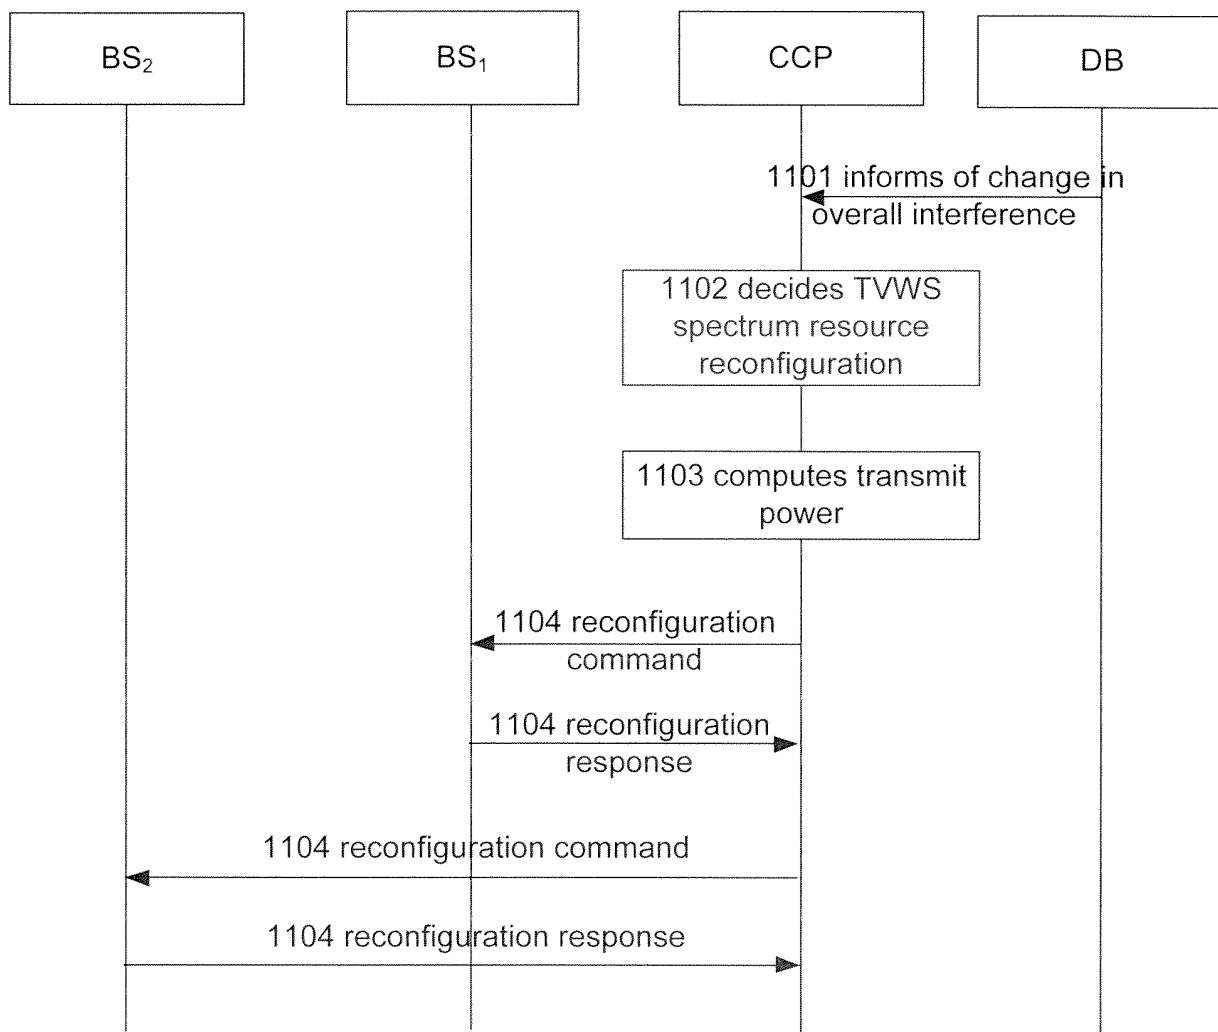 BS₂
BS₁
CCP
DB
1101 informs of change in
overall interference
1102 decides TVWS
spectrum resource
reconfiguration
1103 computes transmit
power
1104 reconfiguration
command
1104 reconfiguration
response
1104 reconfiguration command
1104 reconfiguration response